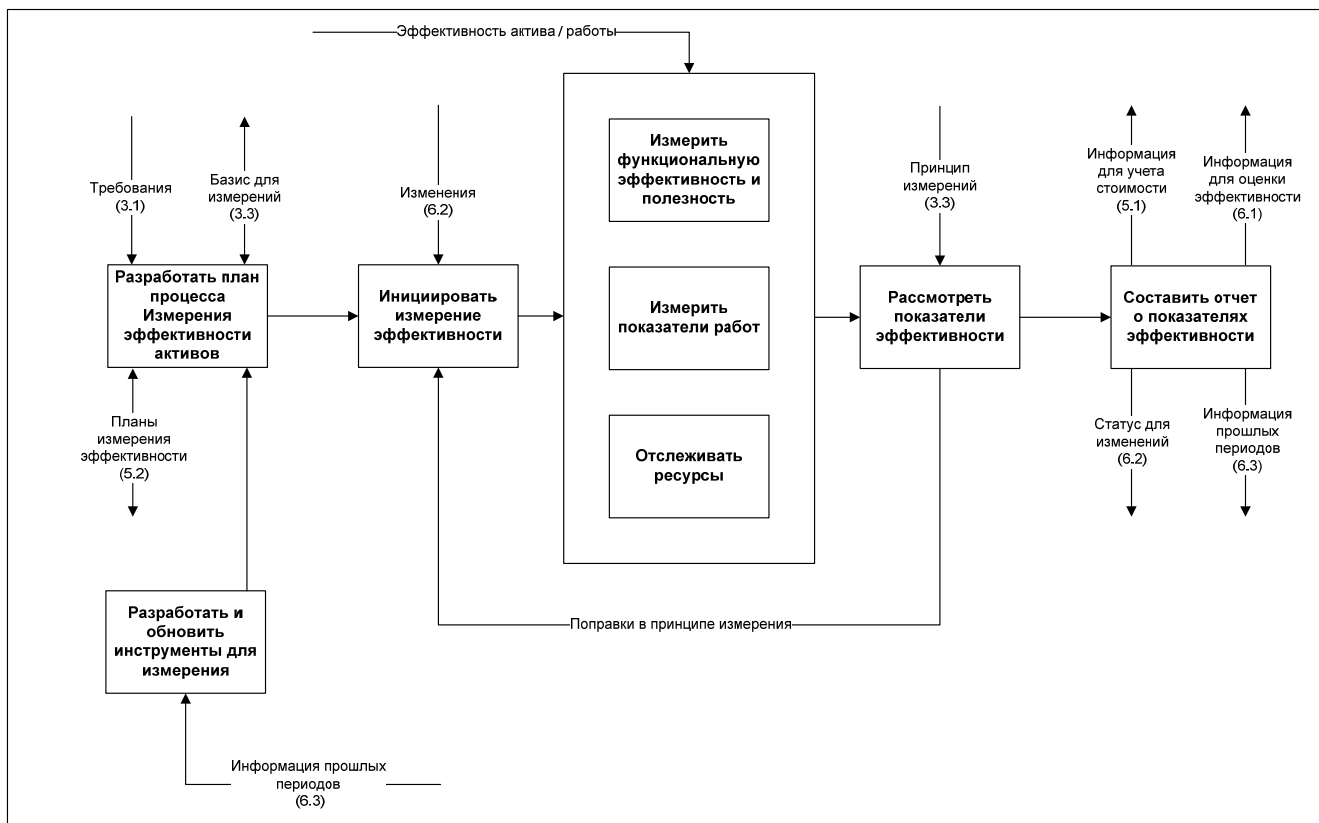 Эффективность актива / работы
Требования
(3.1)
Базис для
измерений
(3.3)
Изменения
(6.2)
Измерить
функциональную
эффективность и
полезность
Принцип
измерений
(3.3)
Информация
для учета
стоимости
(5.1)
Информация
для оценки
эффективности
(6.1)
Разработать план
процесса
Измерения
эффективности
активов
Инициировать
измерение
эффективности
Измерить
показатели работ
Рассмотреть
показатели
эффективности
Составить отчет
о показателях
эффективности
Планы
измерения
эффективности
(5.2)
Отслеживать
ресурсы
Статус для
изменений
(6.2)
Информация
прошлых
периодов
(6.3)
Разработать и
обновить
инструменты для
измерения
Поправки в принципе измерения
Информация прошлых
периодов
(6.3)